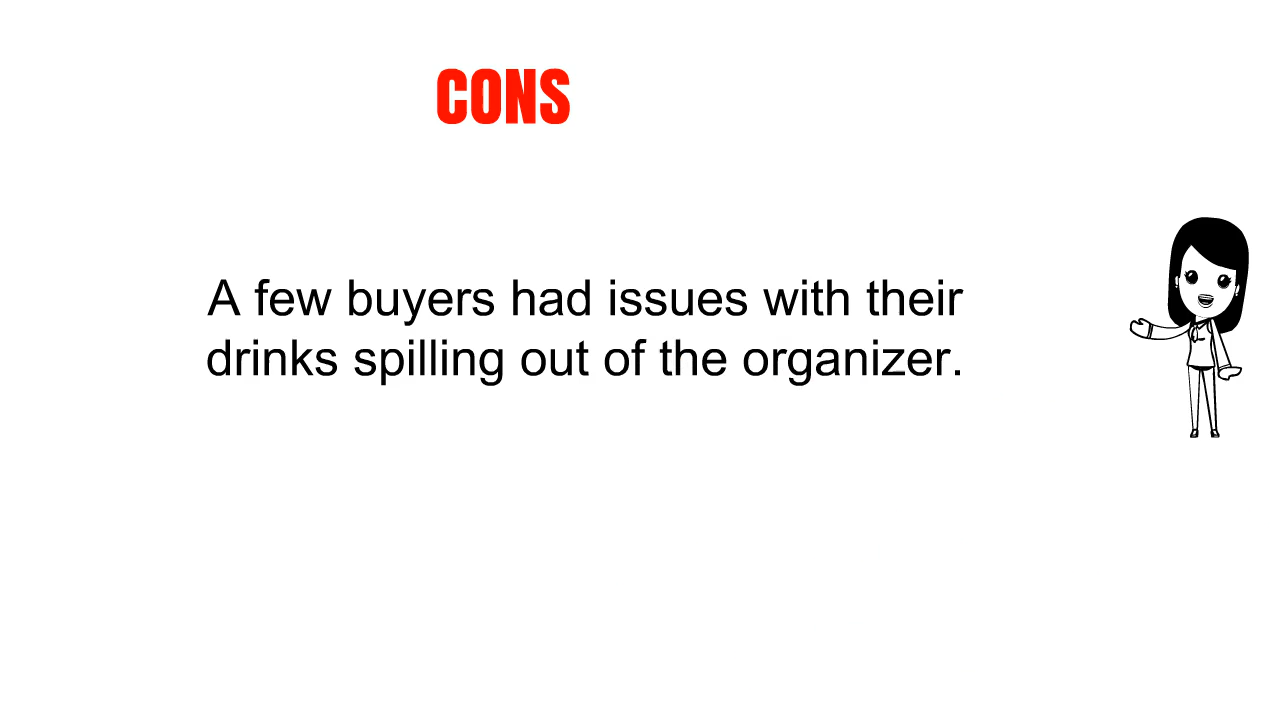 CONS
A few buyers had issues with their
drinks spilling out of the organizer.